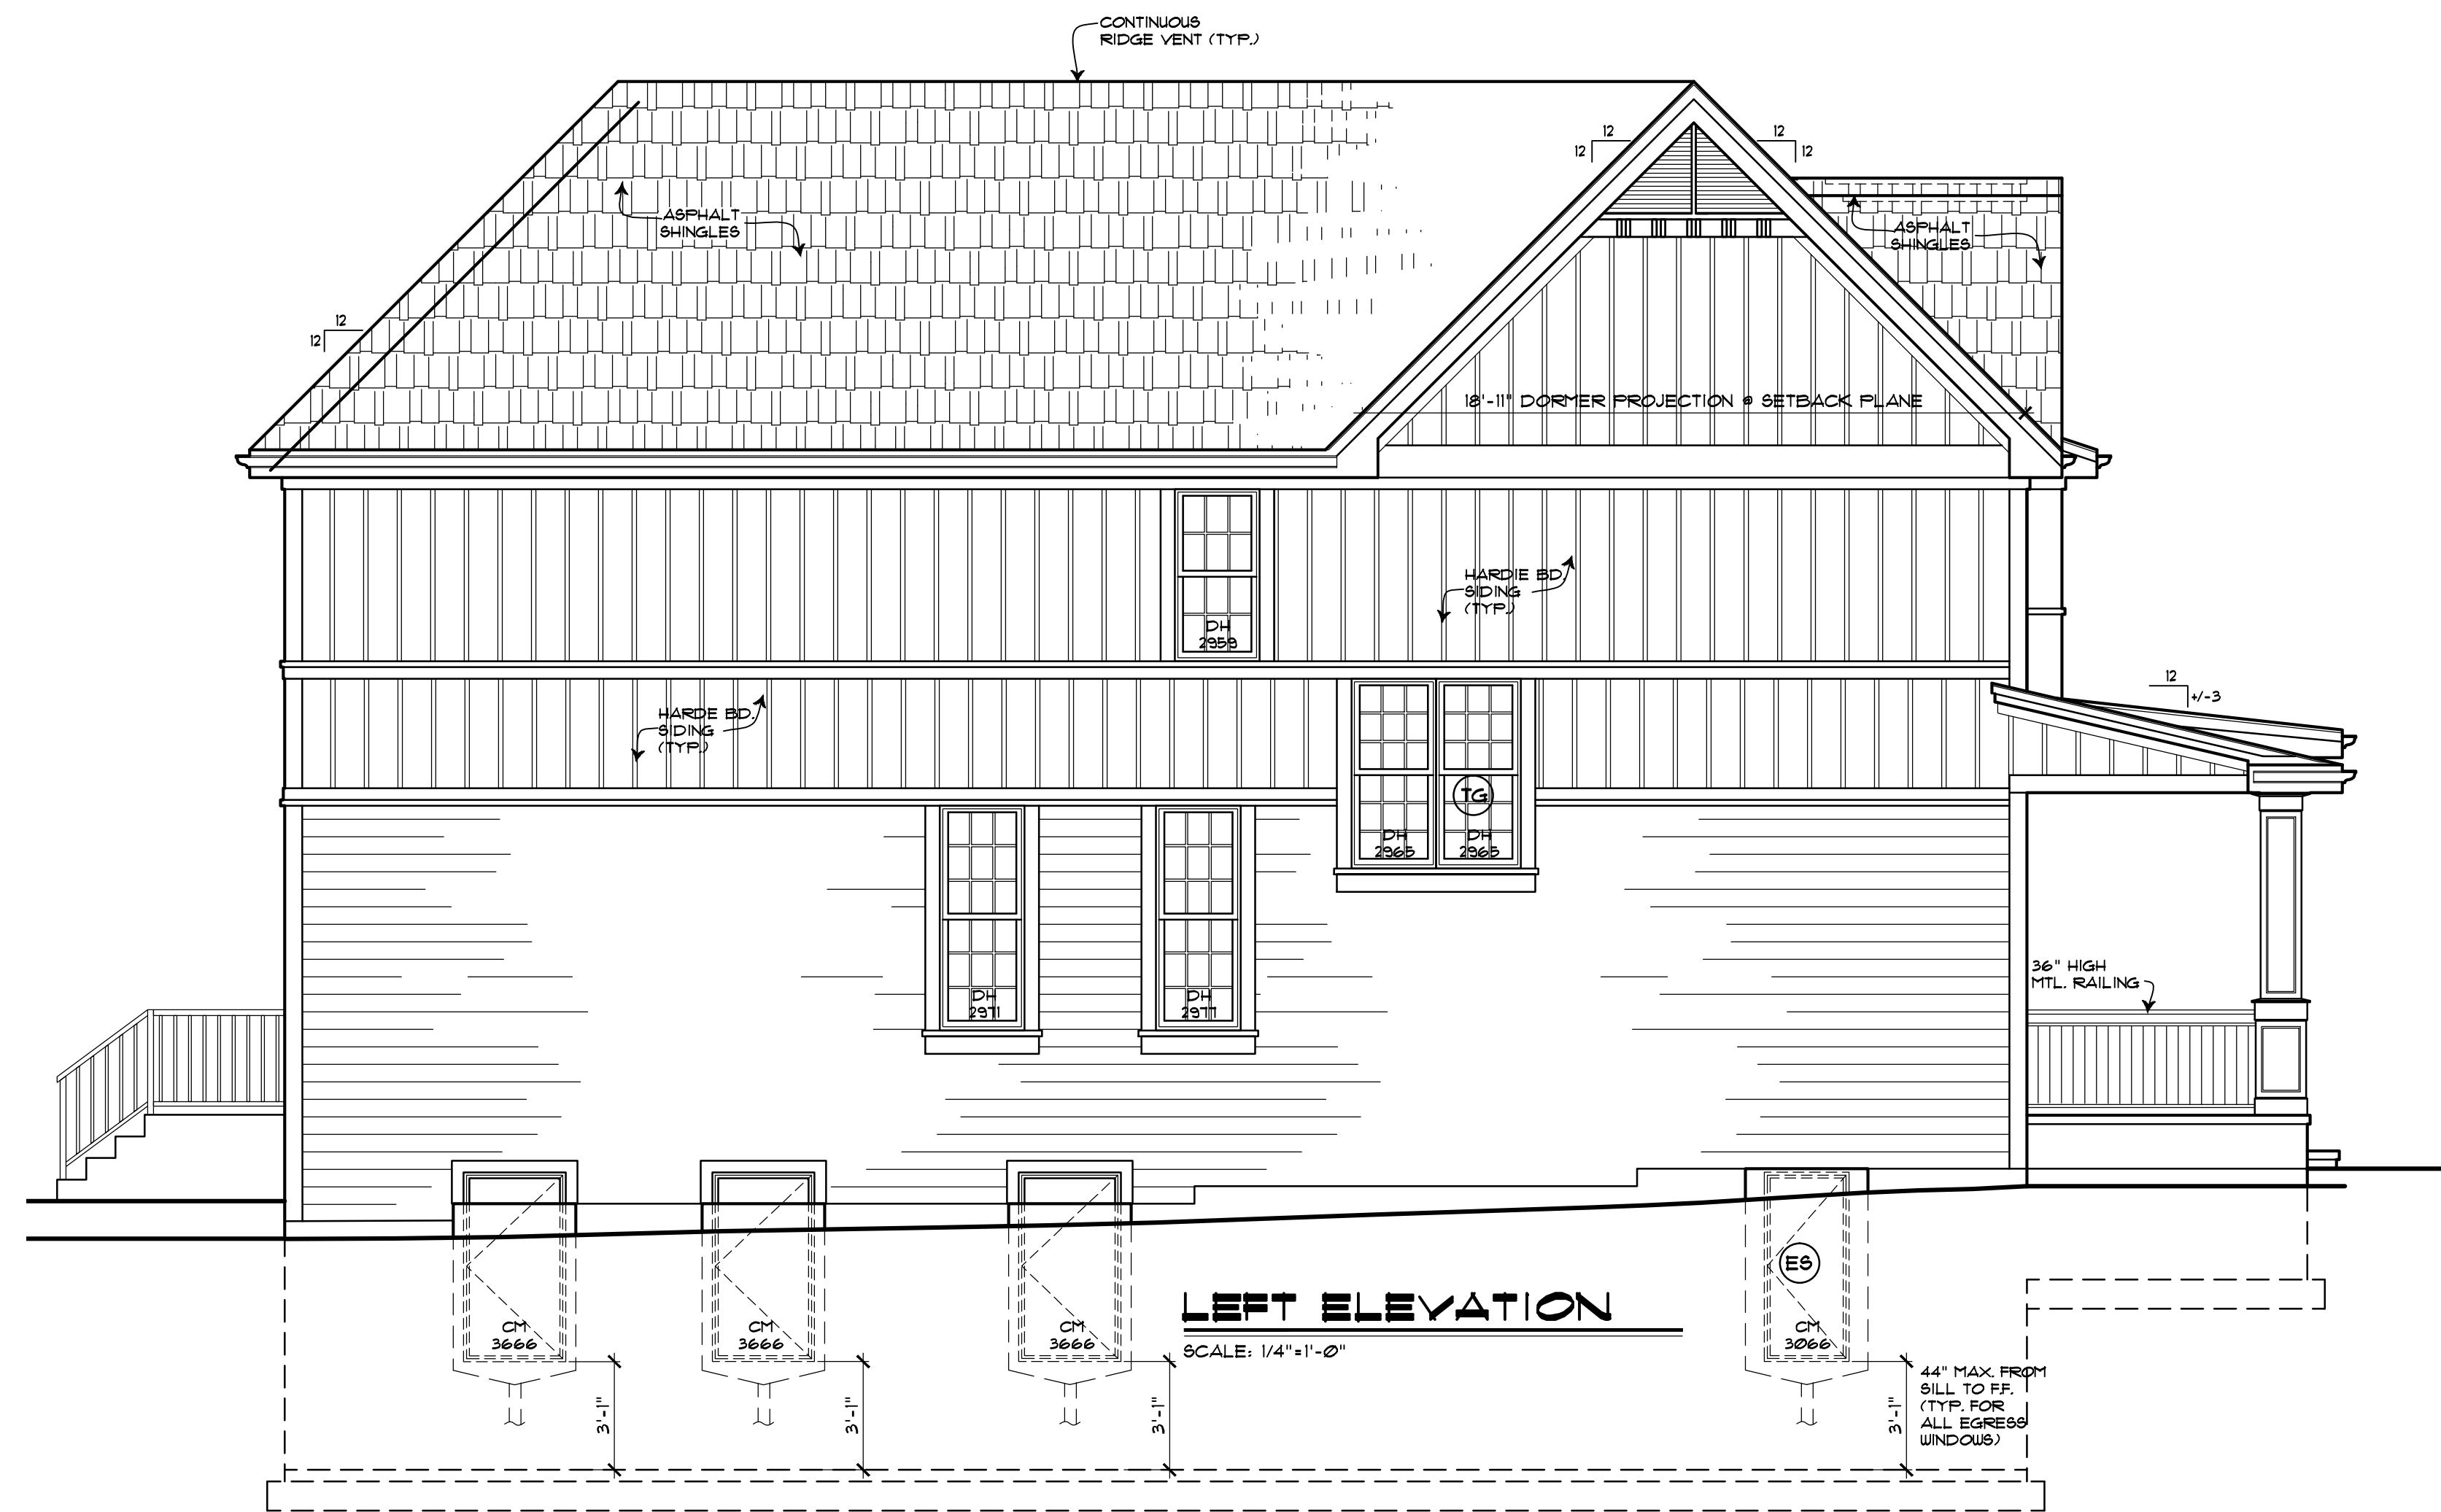 CONTINUOUS
RIDGE VENT (TYP.)
12
12
12
12
ASPHALT
SHINGLES
ASPHALT
SHINGLES
12
12
18'-11" DORMER PROJECTION @ SETBACK PLANE
HARDIE BD.
SIDING
(TYP.)
DH
2959
12
+/-3
HARDE BD.
SIDING
(TYP.)
TG
DH
2965
DH
2965
36" HIGH
MTL. RAILING
DH
2971
DH
2971
ES
LEFT ELEVATION
SCALE: 1/4"=1'-0"
CM
3666
CM
3666
CM
3666
CM
3066
3'-1"
3'-1"
3'-1"
3'-1"
44" MAX. FROM
SILL TO F.F.
(TYP. FOR
ALL EGRESS
WINDOWS)